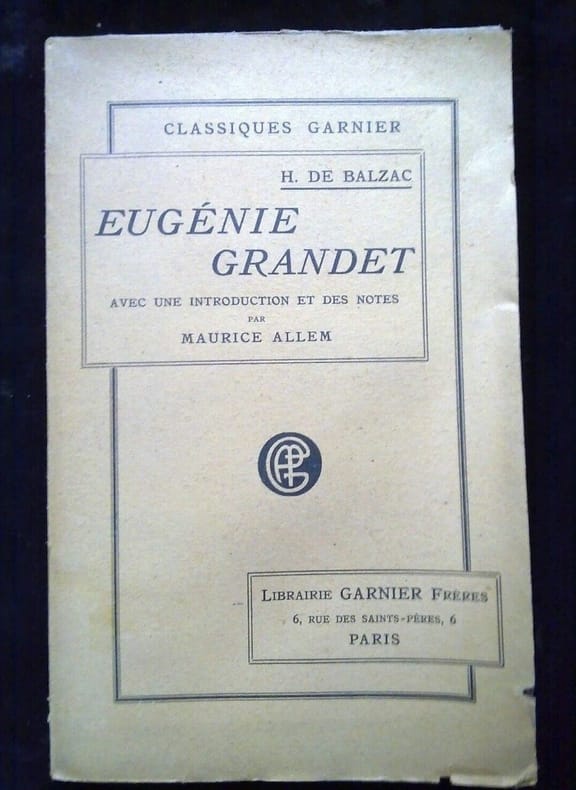 CLASSIQUES GARNIER
H. DE BALZAC
EUGÉNIE
GRANDET
AVEC UNE INTRODUCTION ET DES NOTES
PAR
MAURICE ALLEM
LIBRAIRIE GARNIER FRÈRES
6, RUE DES SAINTS-PÈRES, 6
PARIS